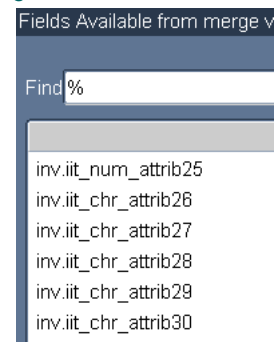 Fields Available from merge v
Find %
inv.iit_num_attrib25
inv.iit_chr_attrib26
inv.iit_chr_attrib27
inv.iit_chr_attrib28
inv.iit_chr_attrib29
inv.iit_chr_attrib30